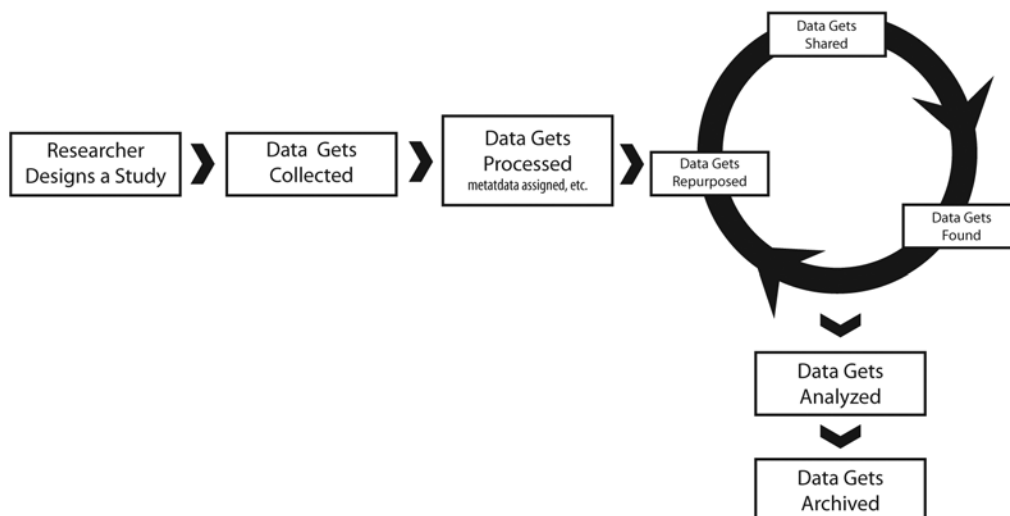 Researcher
Designs a Study
Data Gets
Collected
Data Gets
Processed
metatdata assigned, etc.
Data Gets
Shared
Data Gets
Found
Data Gets
Repurposed
Data Gets
Analyzed
Data Gets
Archived